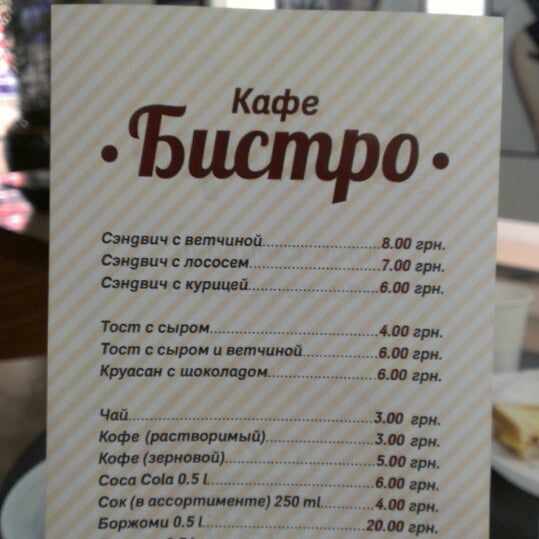 Кафе
• Бистро •
Сэндвич с ветчиной..............................8.00 грн.
Сэндвич с лососем................................7.00 грн.
Сэндвич с курицей................................6.00 грн.
Тост с сыром.........................................4.00 грн.
Тост с сыром и ветчиной......................6.00 грн.
Круасан с шоколадом...........................6.00 грн.
Чай.........................................................3.00 грн.
Кофе (растворимый)............................3.00 грн.
Кофе (зерновой)...................................5.00 грн.
Coca Cola 0.5 l.......................................6.00 грн.
Сок (в ассортименте) 250 ml.............4.00 грн.
Боржоми 0.5 l......................................20.00 грн.